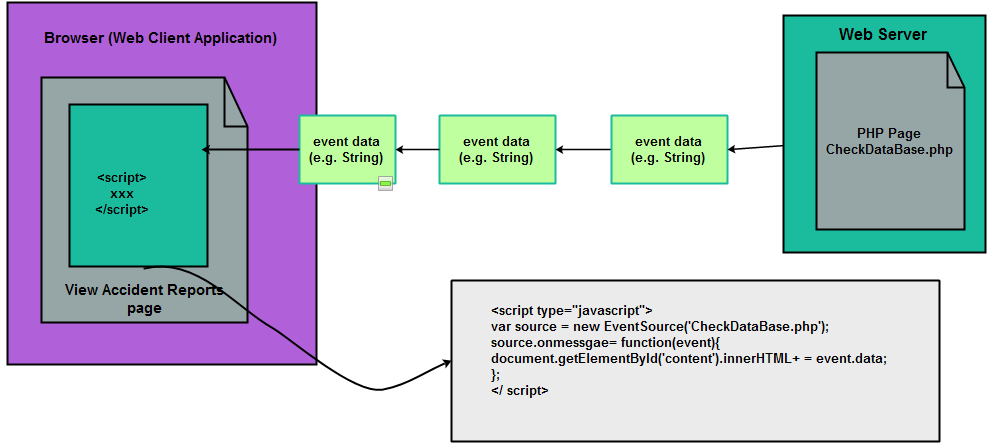 Browser (Web Client Application)
Web Server
PHP Page
CheckDataBase.php
event data
(e.g. String)
event data
(e.g. String)
event data
(e.g. String)
<script>
xxx
</script>
View Accident Reports
page
<script type="javascript">
var source = new EventSource('CheckDataBase.php');
source.onmessgae= function(event){
document.getElementById('content').innerHTML+ = event.data;
};
</ script>